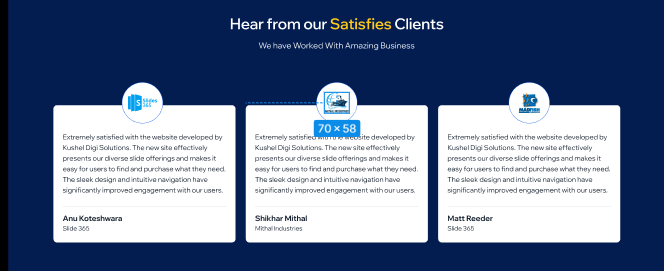 Hear from our Satisfies Clients
We have Worked With Amazing Business
Slides 365
70 × 58
Extremely satisfied with the website developed by
Kushel Digi Solutions. The new site effectively
presents our diverse slide offerings and makes it
easy for users to find and purchase what they need.
The sleek design and intuitive navigation have
significantly improved engagement with our users.
Anu Koteshwara
Slide 365
Extremely satisfied with the website developed by
Kushel Digi Solutions. The new site effectively
presents our diverse slide offerings and makes it
easy for users to find and purchase what they need.
The sleek design and intuitive navigation have
significantly improved engagement with our users.
Shikhar Mithal
Mithal Industries
MADFISH
Extremely satisfied with the website developed by
Kushel Digi Solutions. The new site effectively
presents our diverse slide offerings and makes it
easy for users to find and purchase what they need.
The sleek design and intuitive navigation have
significantly improved engagement with our users.
Matt Reeder
Slide 365